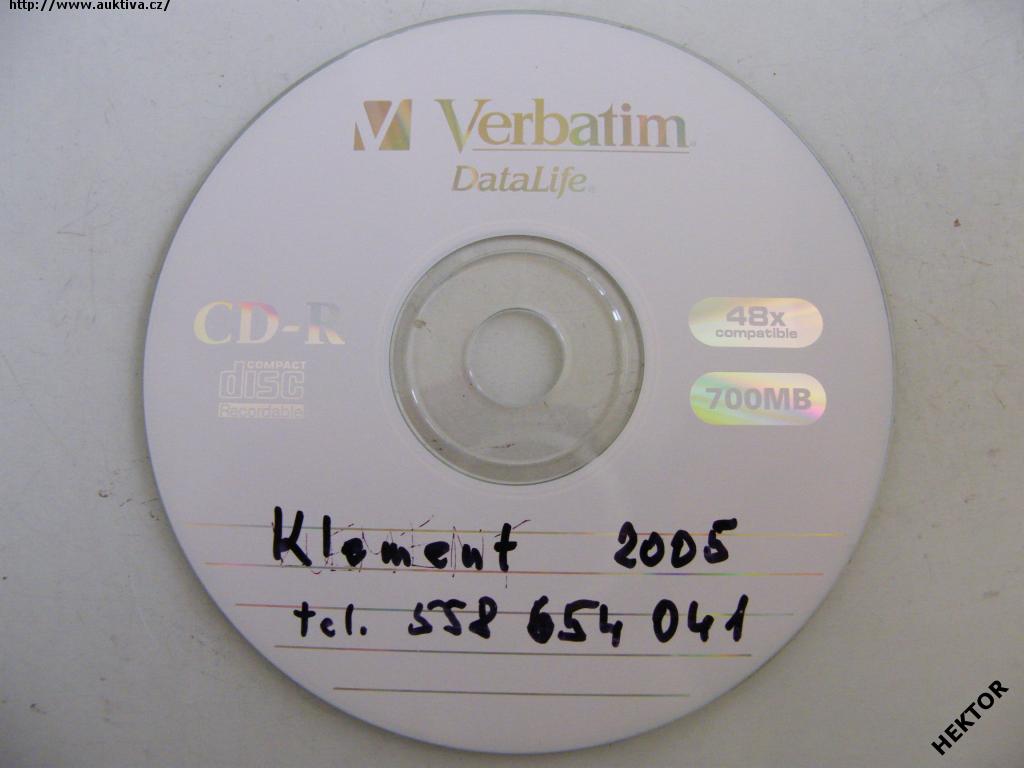 http://www.auktiva.cz/
Verbatim
DataLife
CD-R
48x
compatible
COMPACT
disc
Recordable
700MB
Klement 2005
tel. 558 654 041
HEKTOR